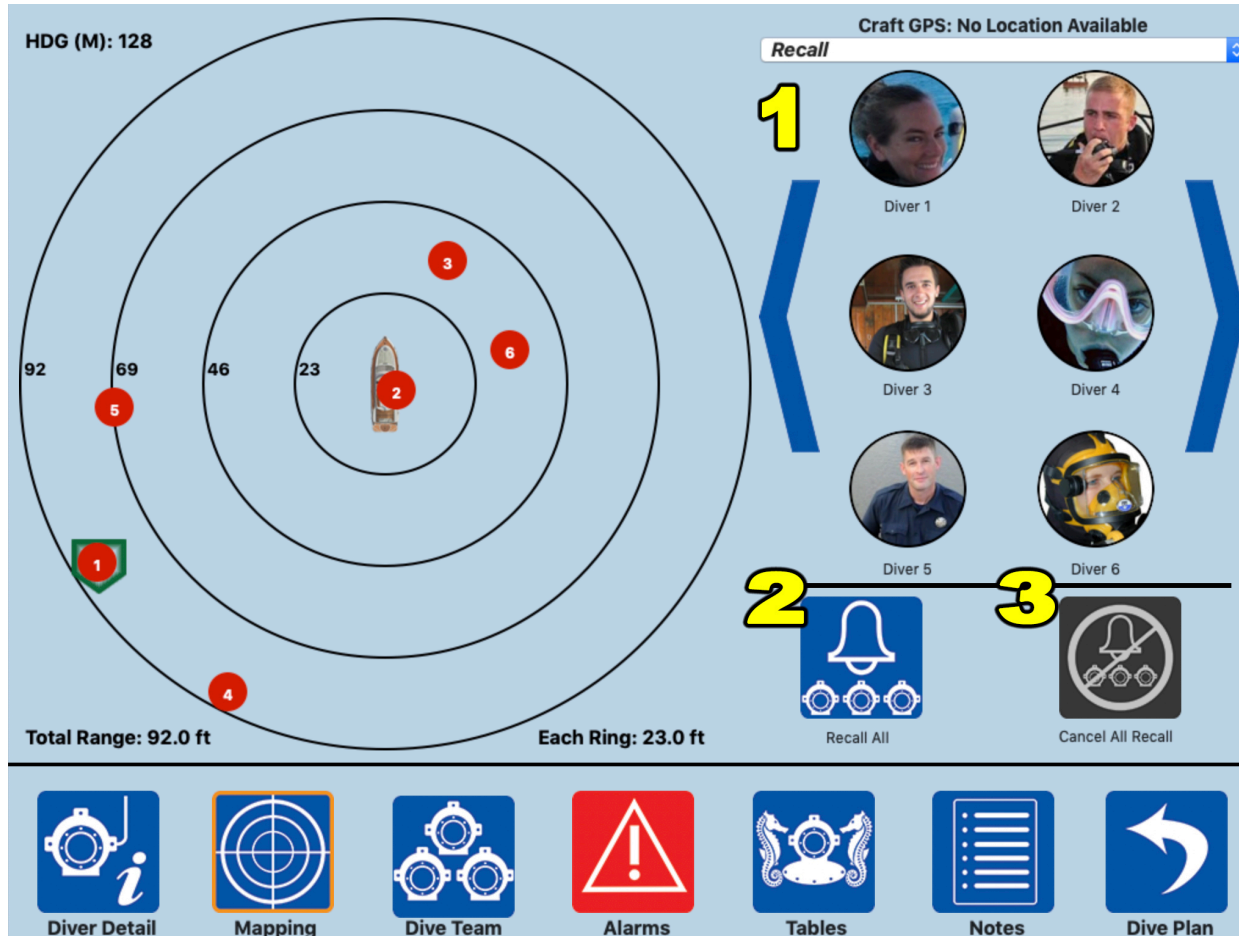 HDG (M): 128
Craft GPS: No Location Available
Recall
1
Diver 1
Diver 2
3
6
92
69
46
23
2
5
Diver 3
Diver 4
1
4
Diver 5
Diver 6
2
3
Total Range: 92.0 ft
Each Ring: 23.0 ft
Recall All
Cancel All Recall
i
Diver Detail
Mapping
Dive Team
Alarms
Tables
Notes
Dive Plan